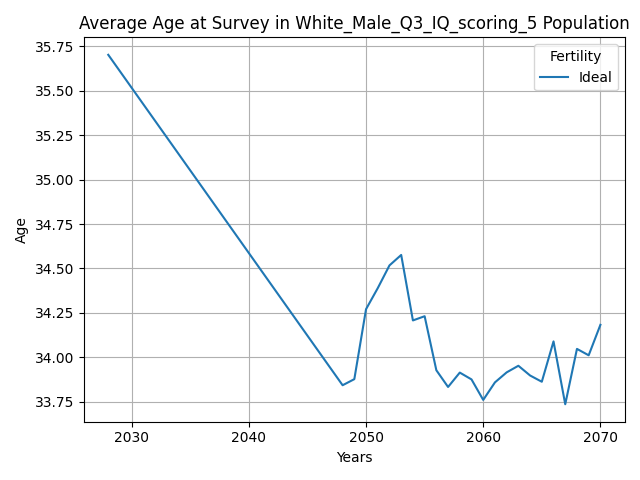 Average Age at Survey in White_Male_Q3_IQ_scoring_5 Population
Fertility
Ideal
35.75
35.50
35.25
35.00
34.75
34.50
34.25
34.00
33.75
Age
2030
2040
2050
2060
2070
Years